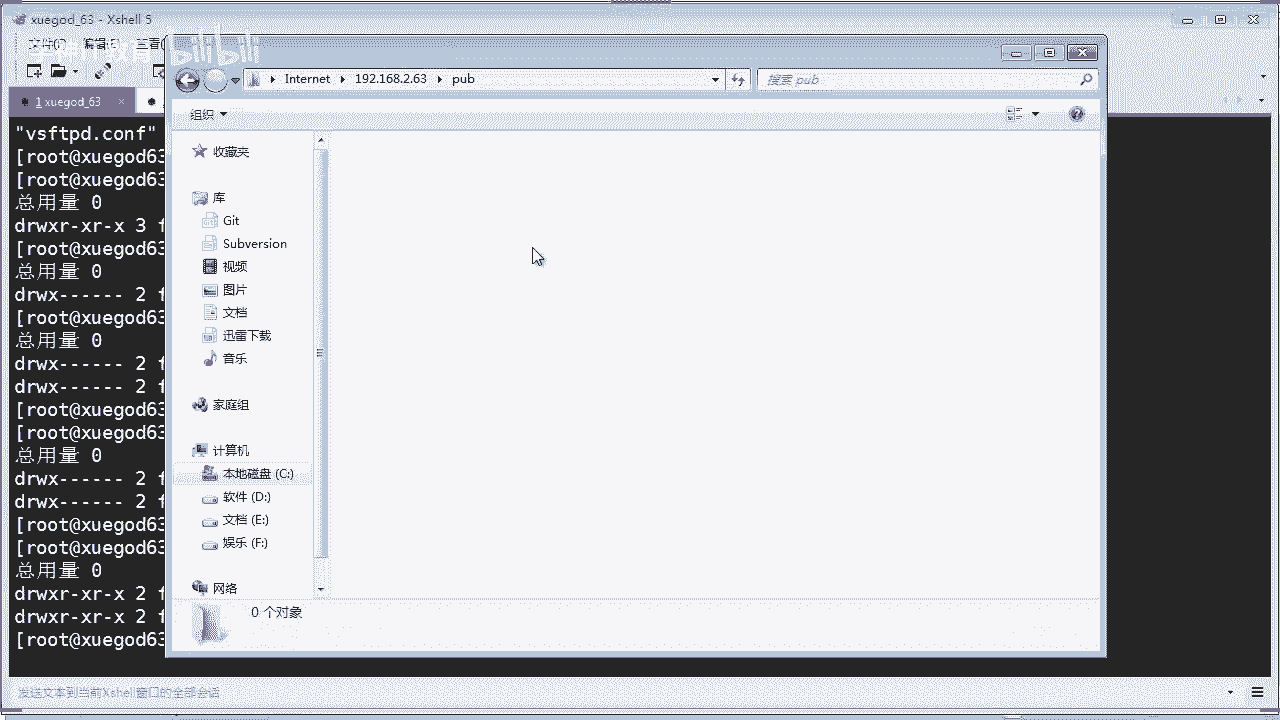 xuegod_63 - Xshell 5
bilibili
1 xuegod_63 ×
Internet 192.168.2.63 pub
搜索 pub
组织
收藏夹
库
Git
Subversion
视频
图片
文档
迅雷下载
音乐
家庭组
计算机
本地磁盘 (C:)
软件 (D:)
文档 (E:)
娱乐 (F:)
网络
0 个对象
"vsftpd.conf"
[root@xuegod63
[root@xuegod63
总用量 0
drwxr-xr-x 3 f
[root@xuegod63
总用量 0
drwx------ 2 f
[root@xuegod63
总用量 0
drwx------ 2 f
drwx------ 2 f
[root@xuegod63
[root@xuegod63
总用量 0
drwx------ 2 f
drwx------ 2 f
[root@xuegod63
[root@xuegod63
总用量 0
drwxr-xr-x 2 f
drwxr-xr-x 2 f
[root@xuegod63
发送文本到当前Xshell窗口的全部会话